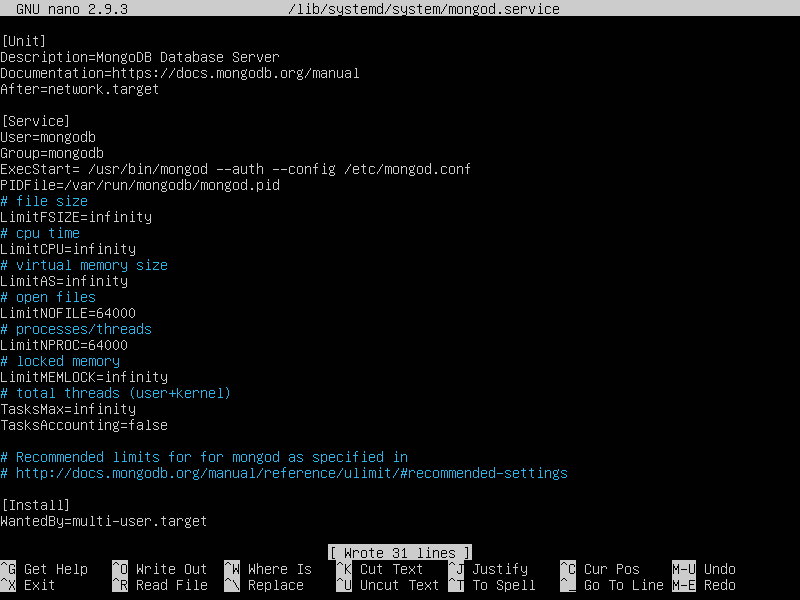 GNU nano 2.9.3 /lib/systemd/system/mongod.service
[Unit]
Description=MongoDB Database Server
Documentation=https://docs.mongodb.org/manual
After=network.target
[Service]
User=mongodb
Group=mongodb
ExecStart= /usr/bin/mongod --auth --config /etc/mongod.conf
PIDFile=/var/run/mongodb/mongod.pid
# file size
LimitFSIZE=infinity
# cpu time
LimitCPU=infinity
# virtual memory size
LimitAS=infinity
# open files
LimitNOFILE=64000
# processes/threads
LimitNPROC=64000
# locked memory
LimitMEMLOCK=infinity
# total threads (user+kernel)
TasksMax=infinity
TasksAccounting=false
# Recommended limits for for mongod as specified in
# http://docs.mongodb.org/manual/reference/ulimit/#recommended-settings
[Install]
WantedBy=multi-user.target
[ Wrote 31 lines ]
^G Get Help ^O Write Out ^W Where Is ^K Cut Text ^J Justify ^C Cur Pos M-U Undo
^X Exit ^R Read File ^\ Replace ^U Uncut Text ^T To Spell ^_ Go To Line M-E Redo